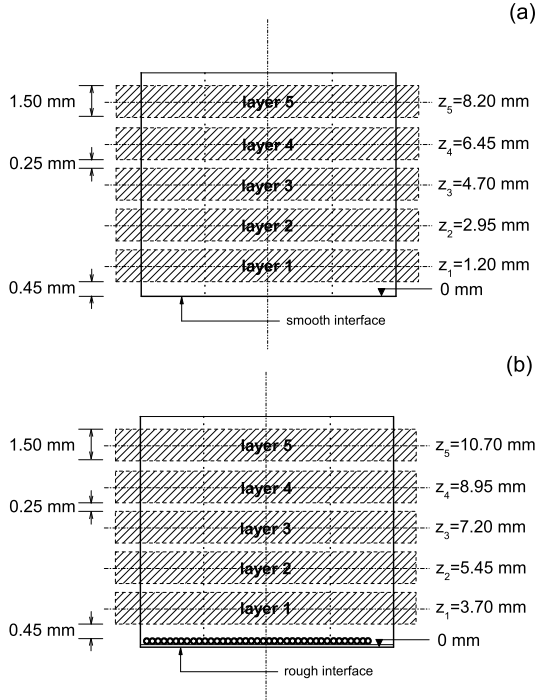 (a)
1.50 mm
layer 5
z5=8.20 mm
layer 4
z4=6.45 mm
0.25 mm
layer 3
z3=4.70 mm
layer 2
z2=2.95 mm
layer 1
z1=1.20 mm
0.45 mm
0 mm
smooth interface
(b)
1.50 mm
layer 5
z5=10.70 mm
layer 4
z4=8.95 mm
0.25 mm
layer 3
z3=7.20 mm
layer 2
z2=5.45 mm
layer 1
z1=3.70 mm
0.45 mm
0 mm
rough interface